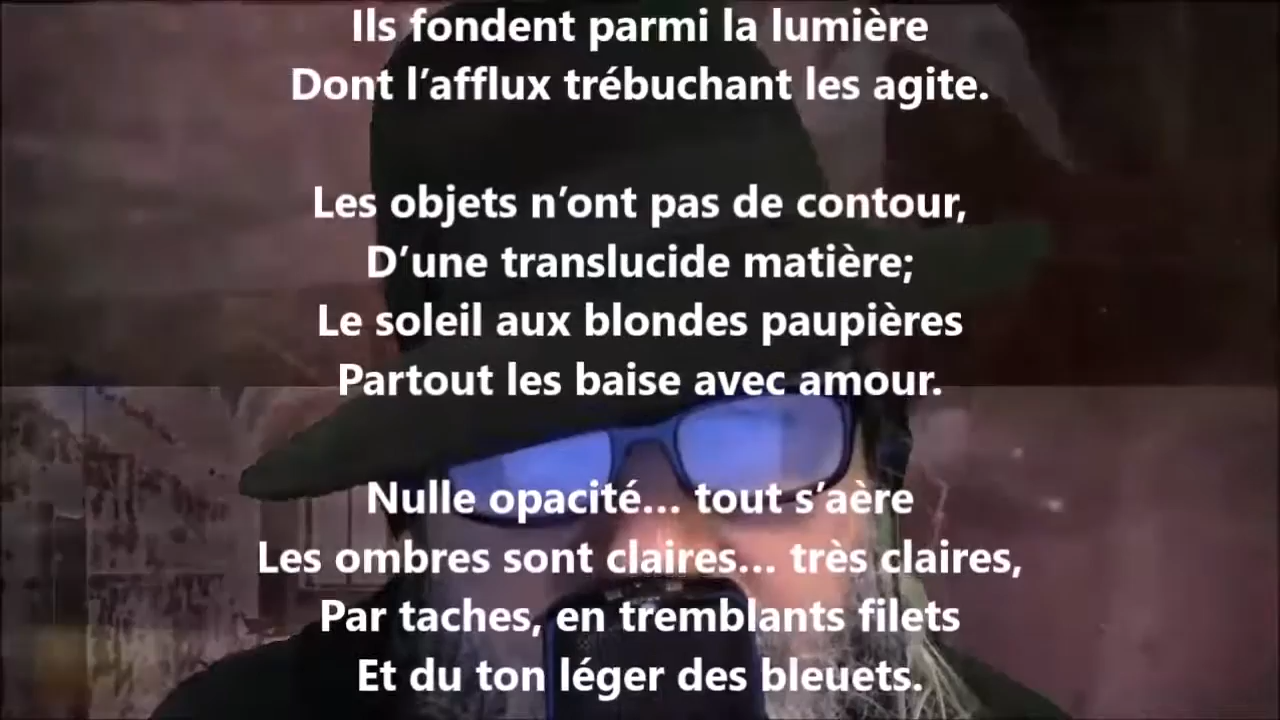 Ils fondent parmi la lumière
Dont l’afflux trébuchant les agite.
Les objets n’ont pas de contour,
D’une translucide matière;
Le soleil aux blondes paupières
Partout les baise avec amour.
Nulle opacité… tout s’aère
Les ombres sont claires… très claires,
Par taches, en tremblants filets
Et du ton léger des bleuets.